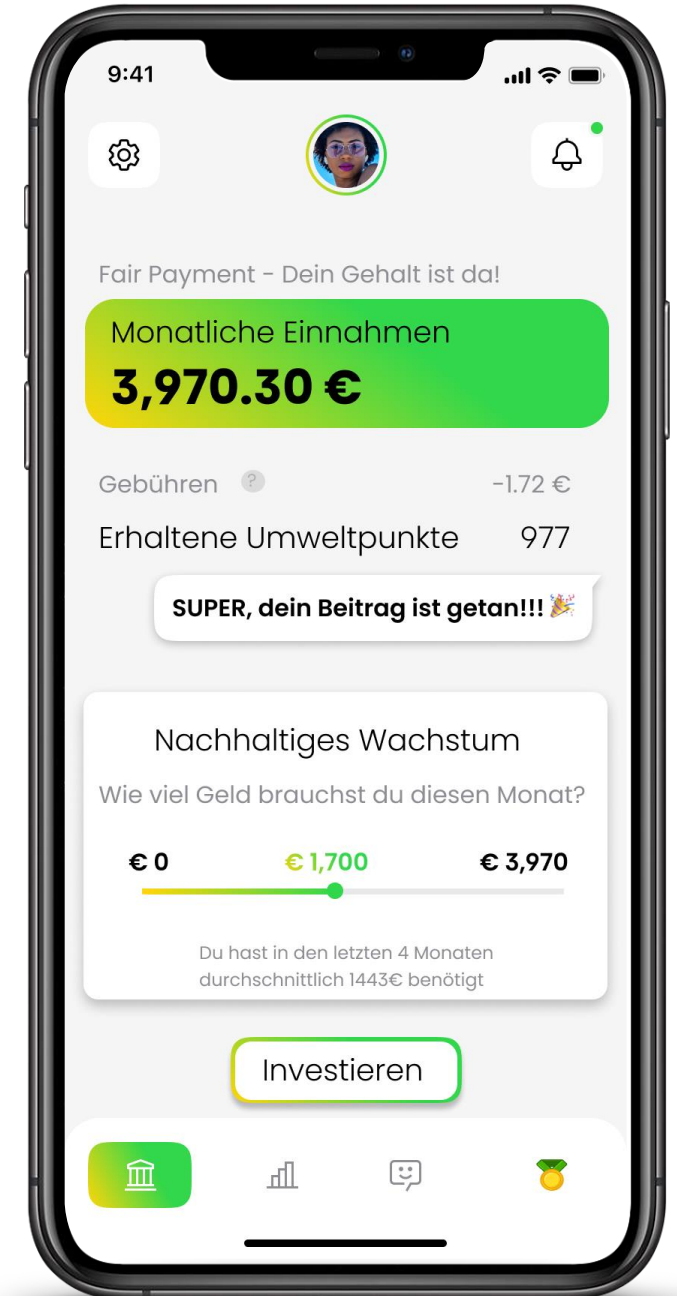 9:41
Fair Payment - Dein Gehalt ist da!
Monatliche Einnahmen
3,970.30 €
Gebühren ? -1.72 €
Erhaltene Umweltpunkte 977
SUPER, dein Beitrag ist getan!!! 🎉
Nachhaltiges Wachstum
Wie viel Geld brauchst du diesen Monat?
€ 0 € 1,700 € 3,970
Du hast in den letzten 4 Monaten
durchschnittlich 1443€ benötigt
Investieren